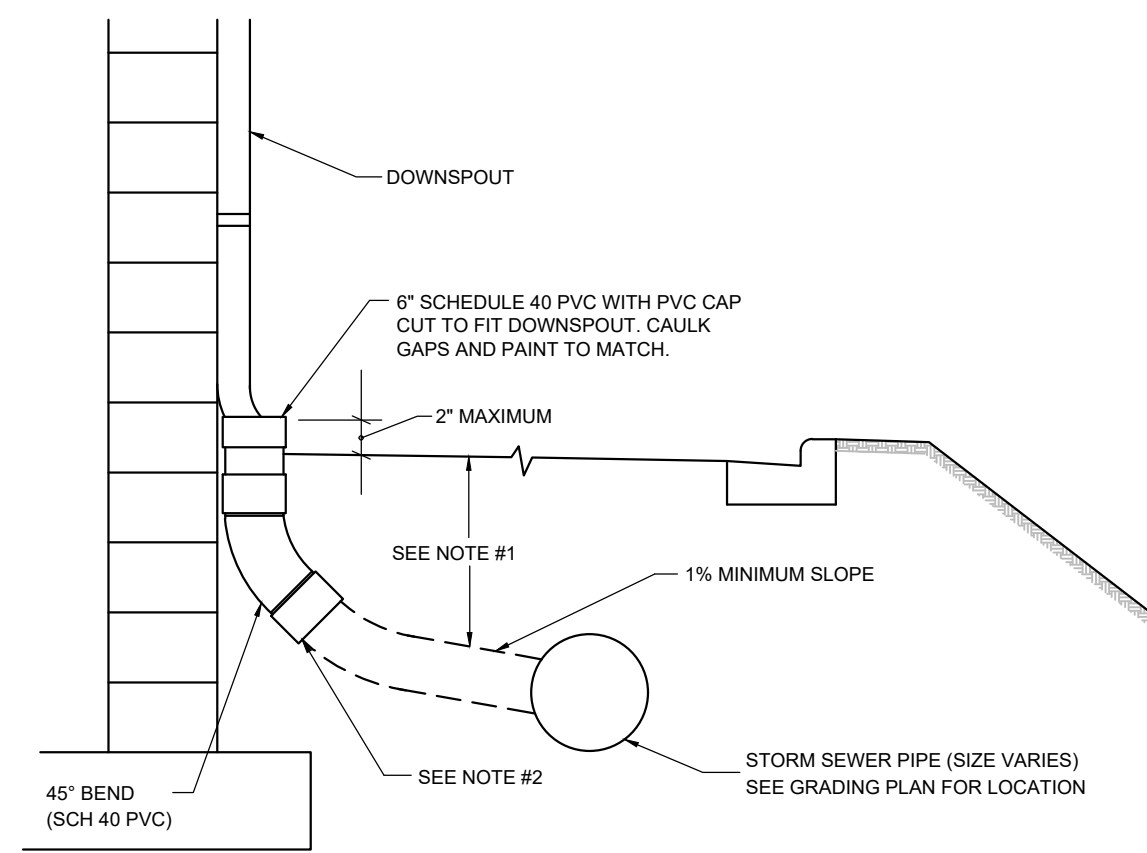 DOWNSPOUT
6" SCHEDULE 40 PVC WITH PVC CAP
CUT TO FIT DOWNSPOUT. CAULK
GAPS AND PAINT TO MATCH.
2" MAXIMUM
SEE NOTE #1
1% MINIMUM SLOPE
SEE NOTE #2
STORM SEWER PIPE (SIZE VARIES)
SEE GRADING PLAN FOR LOCATION
45° BEND
(SCH 40 PVC)